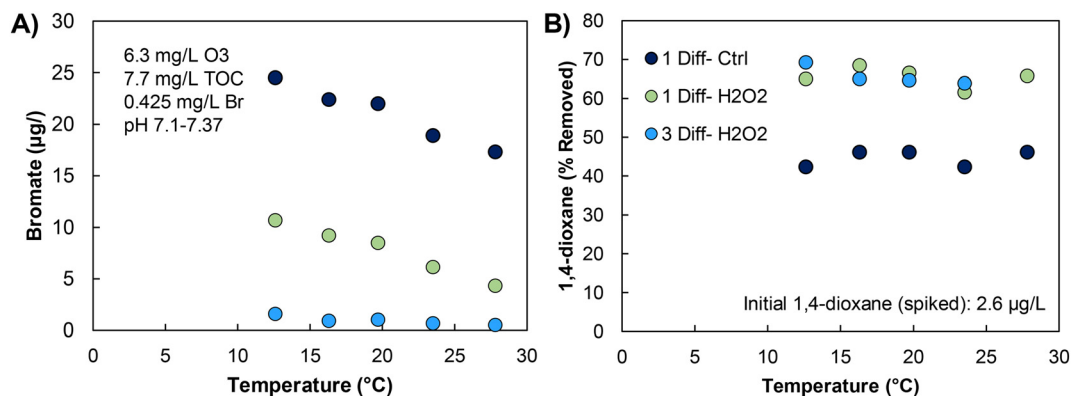 A)
30
25
20
15
10
5
0
Bromate (µg/)
6.3 mg/L O3
7.7 mg/L TOC
0.425 mg/L Br
pH 7.1-7.37
0 5 10 15 20 25 30
Temperature (°C)
B)
80
70
60
50
40
30
20
10
0
1,4-dioxane (% Removed)
1 Diff- Ctrl
1 Diff- H2O2
3 Diff- H2O2
Initial 1,4-dioxane (spiked): 2.6 µg/L
0 5 10 15 20 25 30
Temperature (°C)